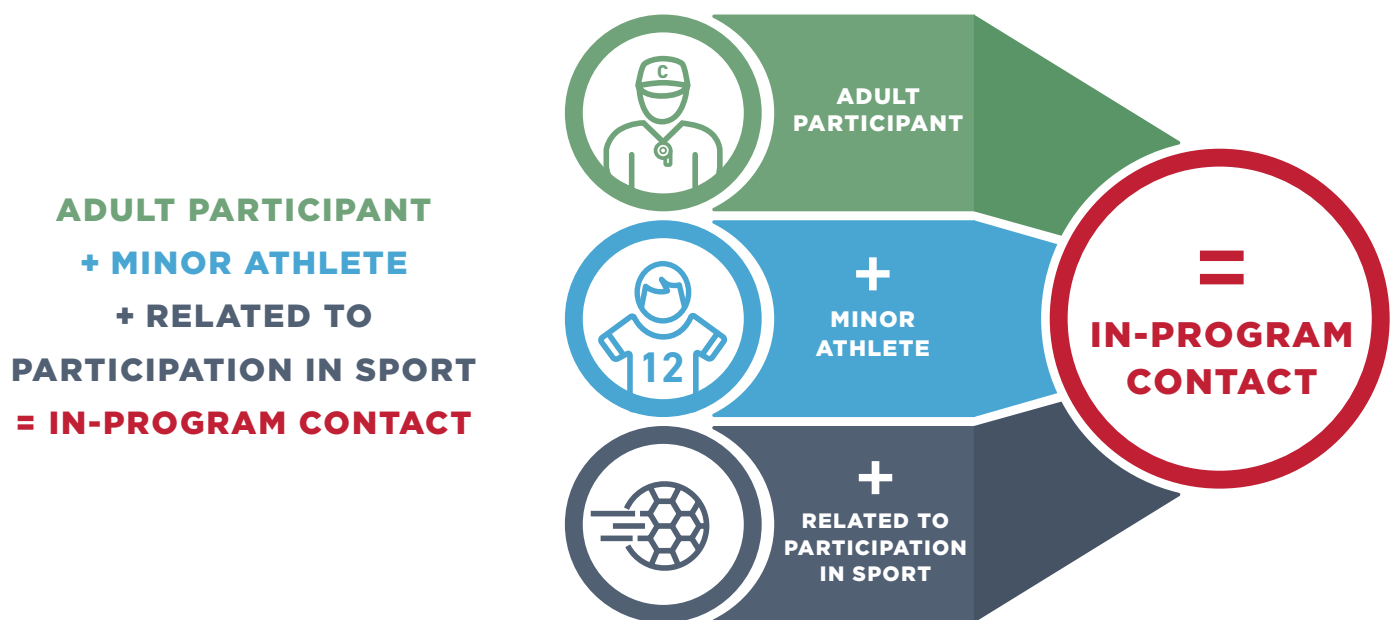 ADULT PARTICIPANT
+ MINOR ATHLETE
+ RELATED TO
PARTICIPATION IN SPORT
= IN-PROGRAM CONTACT
C
ADULT
PARTICIPANT
12
+
MINOR
ATHLETE
+
RELATED TO
PARTICIPATION
IN SPORT
=
IN-PROGRAM
CONTACT